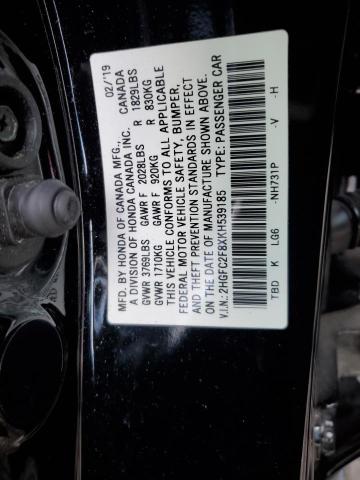 MFD. BY HONDA OF CANADA MFG., 02/'19
A DIVISION OF HONDA CANADA INC. CANADA
GVWR 3769LBS GAWR F 2028LBS R 1829LBS
GVWR 1710KG GAWR F 920KG R 830KG
THIS VEHICLE CONFORMS TO ALL APPLICABLE
FEDERAL MOTOR VEHICLE SAFETY, BUMPER,
AND THEFT PREVENTION STANDARDS IN EFFECT
ON THE DATE OF MANUFACTURE SHOWN ABOVE.
V.I.N.: 2HGFC2F8XKH539185 TYPE: PASSENGER CAR
TBD K LG6 -NH731P -V -H